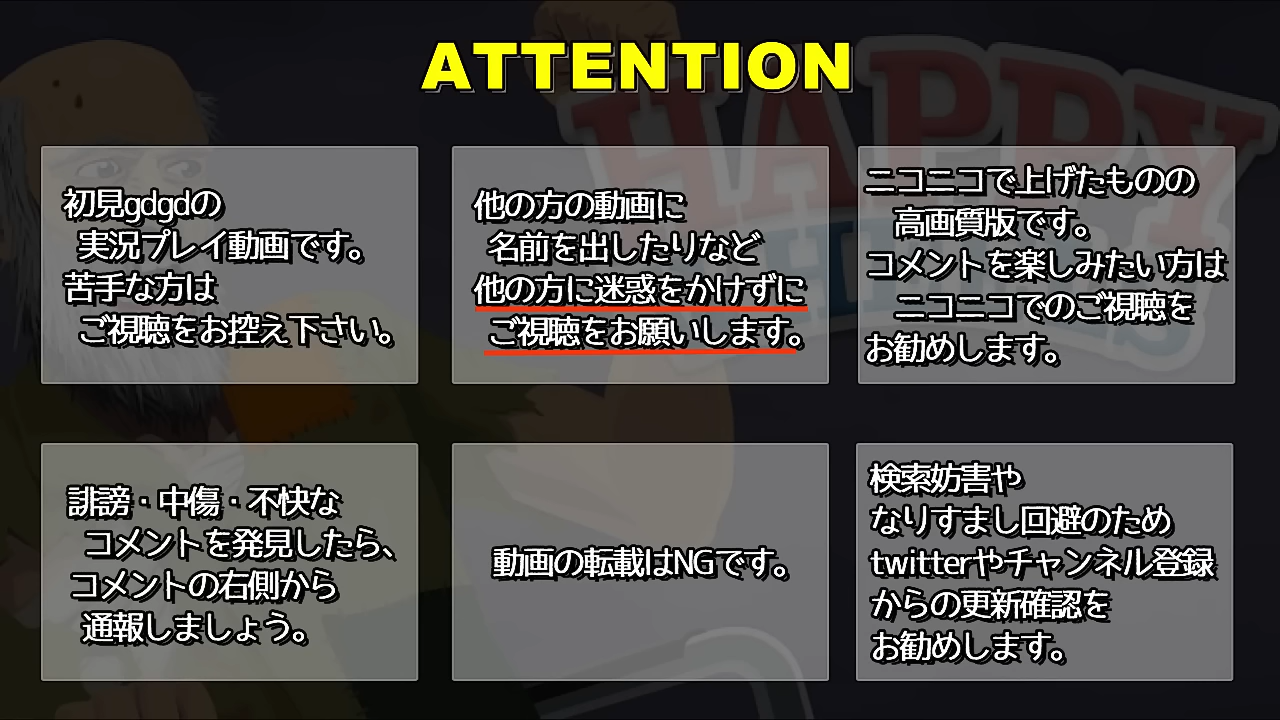 ATTENTION
初見gdgdの
実況プレイ動画です。
苦手な方は
ご視聴をお控え下さい。
他の方の動画に
名前を出したりなど
他の方に迷惑をかけずに
ご視聴をお願いします。
ニコニコで上げたものの
高画質版です。
コメントを楽しみたい方は
ニコニコでのご視聴を
お勧めします。
誹謗・中傷・不快な
コメントを発見したら、
コメントの右側から
通報しましょう。
動画の転載はNGです。
検索妨害や
なりすまし回避のため
twitterやチャンネル登録
からの更新確認を
お勧めします。
HAPPY
WHEELS